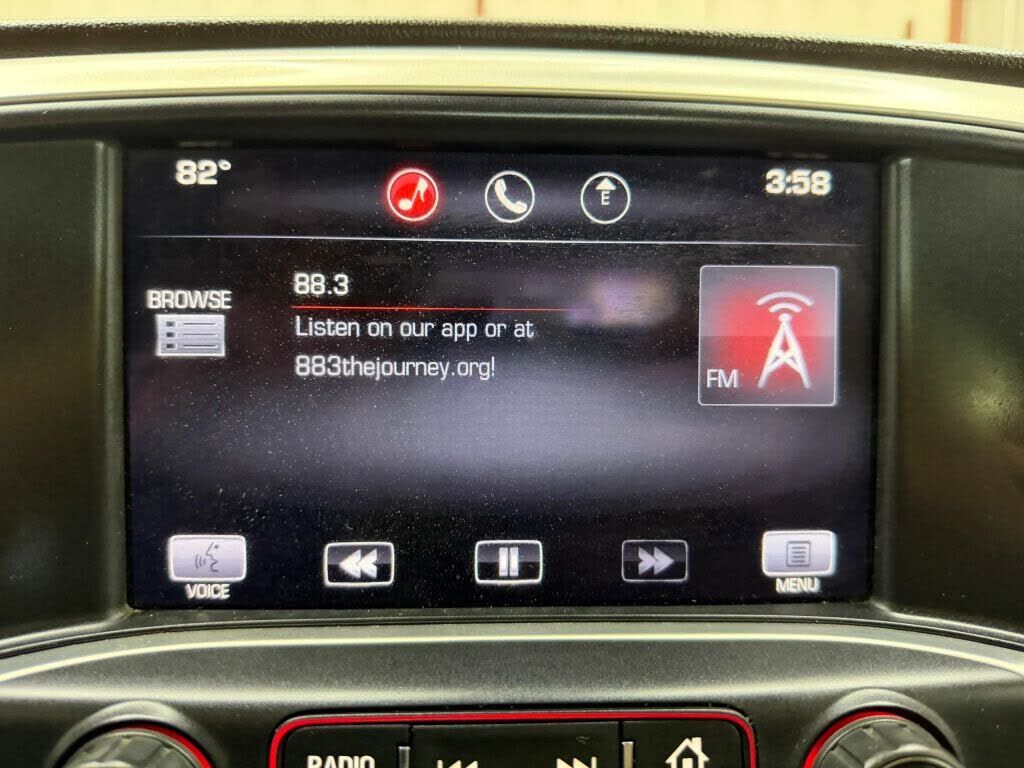 82°
E
3:58
88.3
BROWSE
Listen on our app or at
883thejourney.org!
FM
VOICE
MENU
RADIO